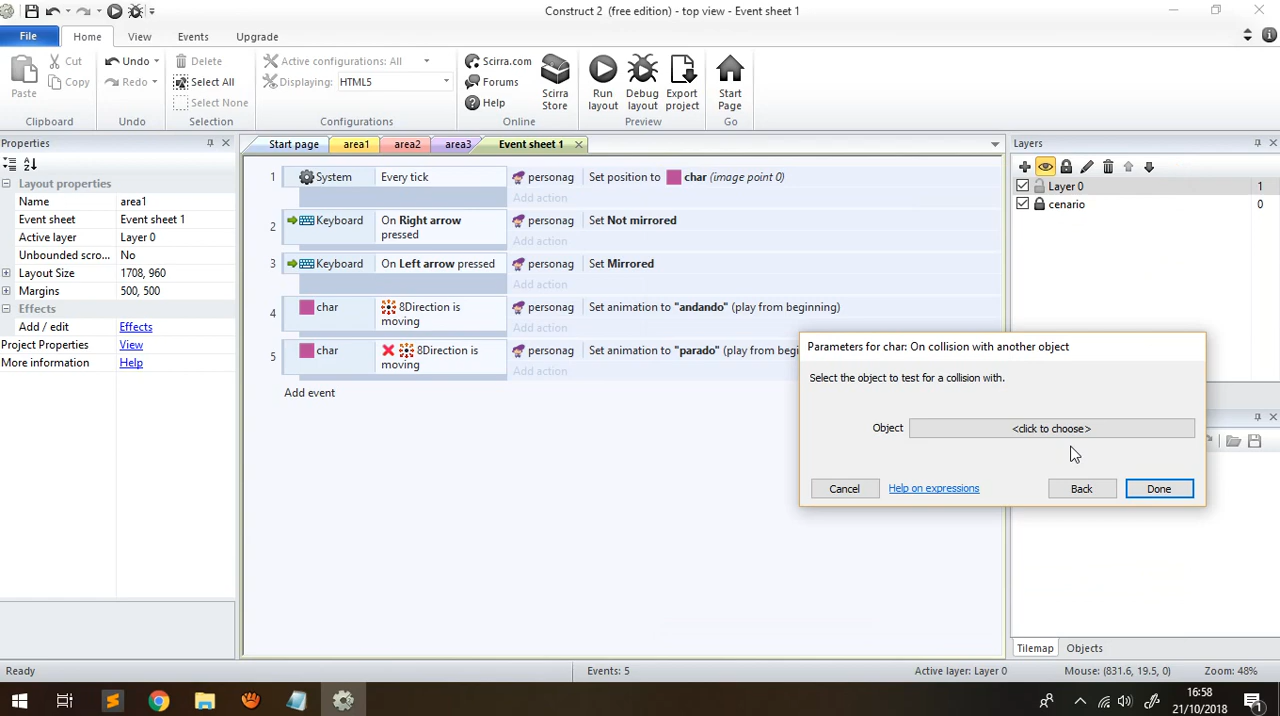 Construct 2  (free edition) - top view - Event sheet 1
File
Home
View
Events
Upgrade
Paste
Cut
Copy
Clipboard
Undo
Redo
Undo
Delete
Select All
Select None
Selection
Active configurations: All
Displaying: HTML5
Configurations
Scirra.com
Forums
Help
Scirra Store
Online
Run layout
Debug layout
Export project
Preview
Start Page
Go
Properties
Layout properties
Name area1
Event sheet Event sheet 1
Active layer Layer 0
Unbounded scro... No
Layout Size 1708, 960
Margins 500, 500
Effects
Add / edit Effects
Project Properties View
More information Help
Start page area1 area2 area3 Event sheet 1
1 System Every tick personag Set position to char (image point 0)
Add action
2 Keyboard On Right arrow pressed personag Set Not mirrored
Add action
3 Keyboard On Left arrow pressed personag Set Mirrored
Add action
4 char 8Direction is moving personag Set animation to "andando" (play from beginning)
Add action
5 char 8Direction is moving personag Set animation to "parado" (play from begi
Add action
Add event
Layers
Layer 0 1
cenario 0
Parameters for char: On collision with another object
Select the object to test for a collision with.
Object <click to choose>
Cancel Help on expressions Back Done
Tilemap Objects
Ready Events: 5 Active layer: Layer 0 Mouse: (831.6, 19.5, 0) Zoom: 48%
16:58
21/10/2018
1